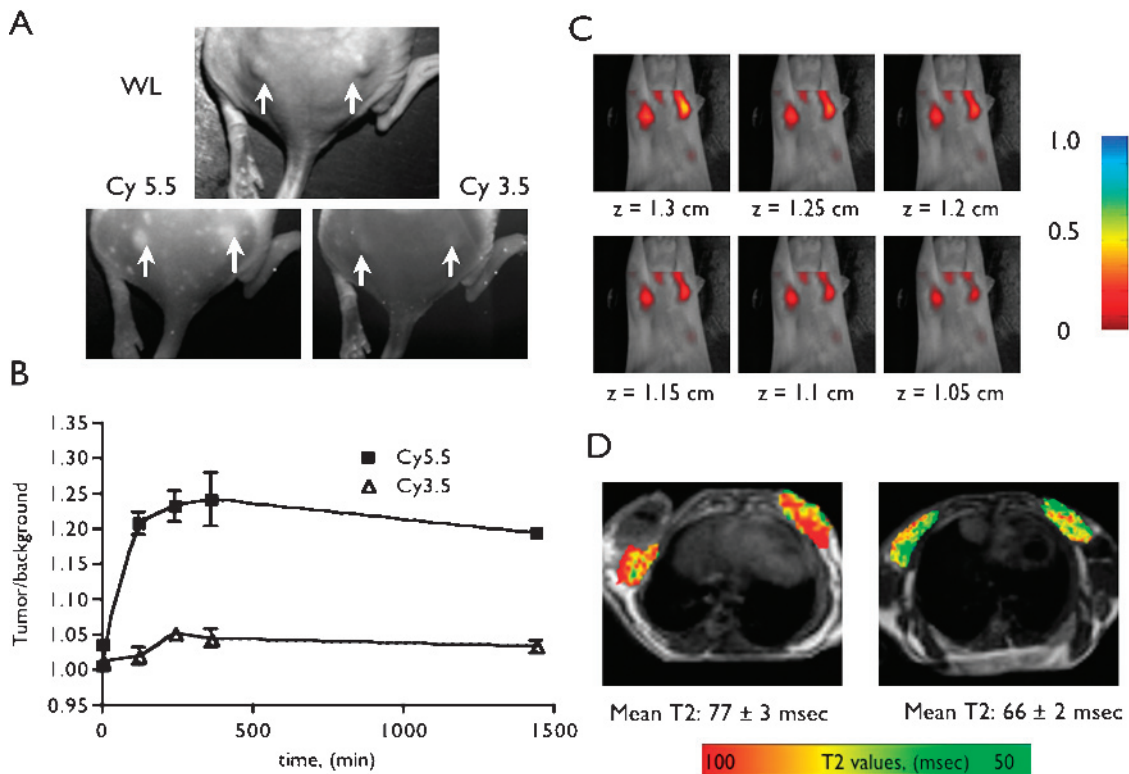 A
WL
Cy 5.5
Cy 3.5
B
1.35
1.30
1.25
1.20
1.15
1.10
1.05
1.00
0.95
Tumor/background
Cy5.5
Cy3.5
0
500
1000
1500
time, (min)
C
z = 1.3 cm
z = 1.25 cm
z = 1.2 cm
z = 1.15 cm
z = 1.1 cm
z = 1.05 cm
1.0
0.5
0
D
Mean T2: 77 ± 3 msec
Mean T2: 66 ± 2 msec
100 T2 values, (msec) 50